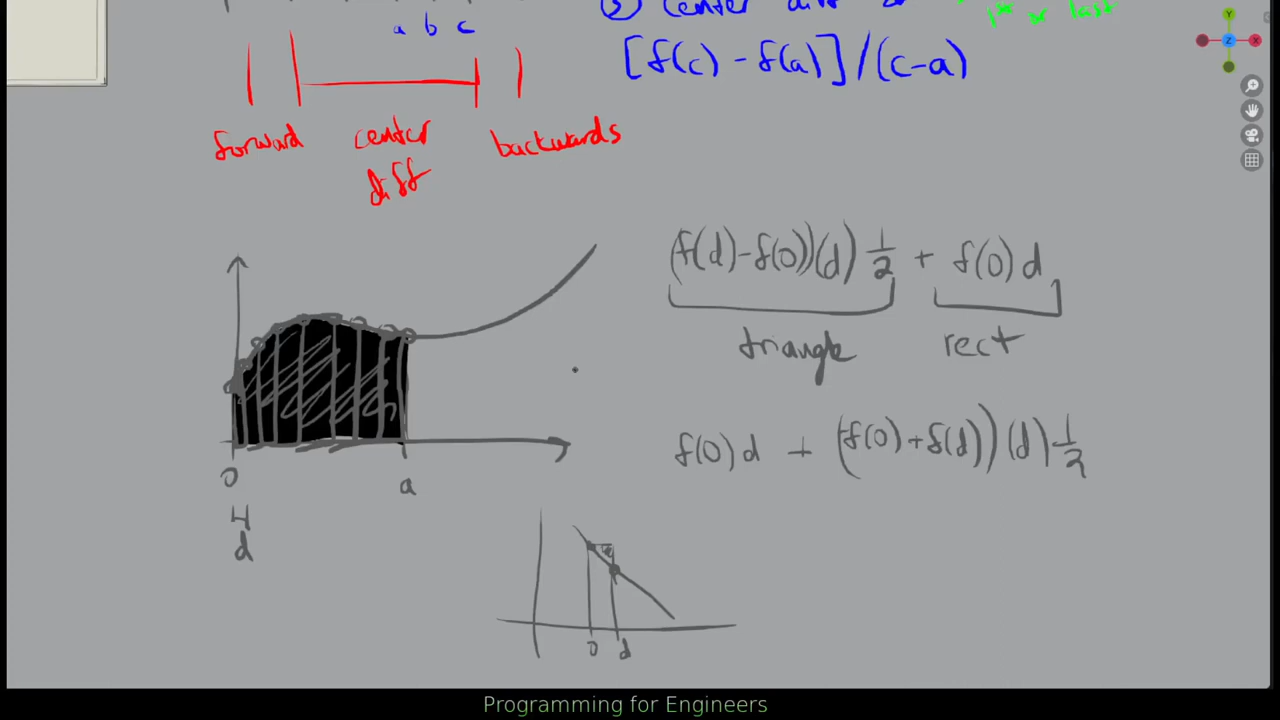 a b c
[f(c) - f(a)] / (c-a)
forward center diff backwards
(f(d)-f(0))(d) 1/2 + f(0)d
triangle rect
f(0)d + (f(0)+f(d))(d) 1/2
0 a
d
0 d
Programming for Engineers